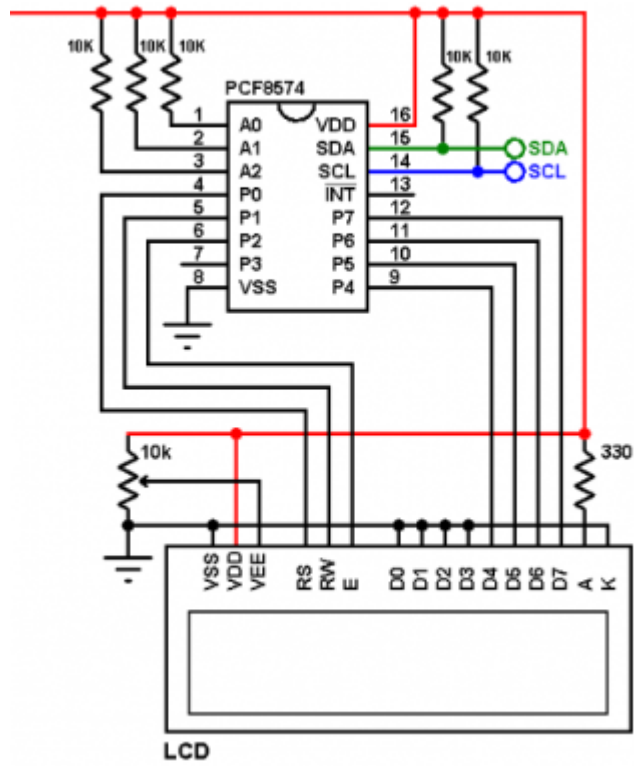 10K 10K 10K 10K 10K
PCF8574
1 A0 VDD 16
2 A1 SDA 15 SDA
3 A2 SCL 14 SCL
4 P0 INT 13
5 P1 P7 12
6 P2 P6 11
7 P3 P5 10
8 VSS P4 9
10k 330
VSS VDD VEE RS RW E D0 D1 D2 D3 D4 D5 D6 D7 A K
LCD